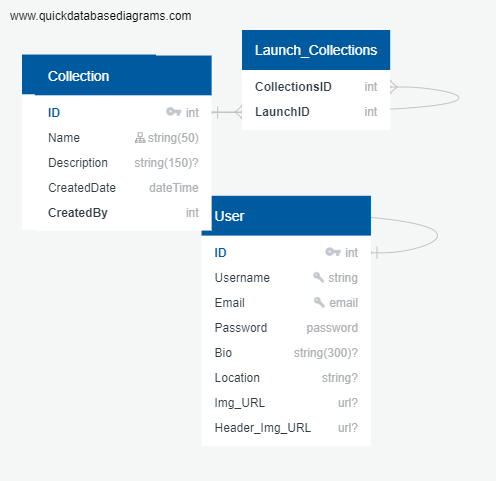 www.quickdatabasediagrams.com
Collection
ID int
Name string(50)
Description string(150)?
CreatedDate dateTime
CreatedBy int
Launch_Collections
CollectionsID int
LaunchID int
User
ID int
Username string
Email email
Password password
Bio string(300)?
Location string?
Img_URL url?
Header_Img_URL url?